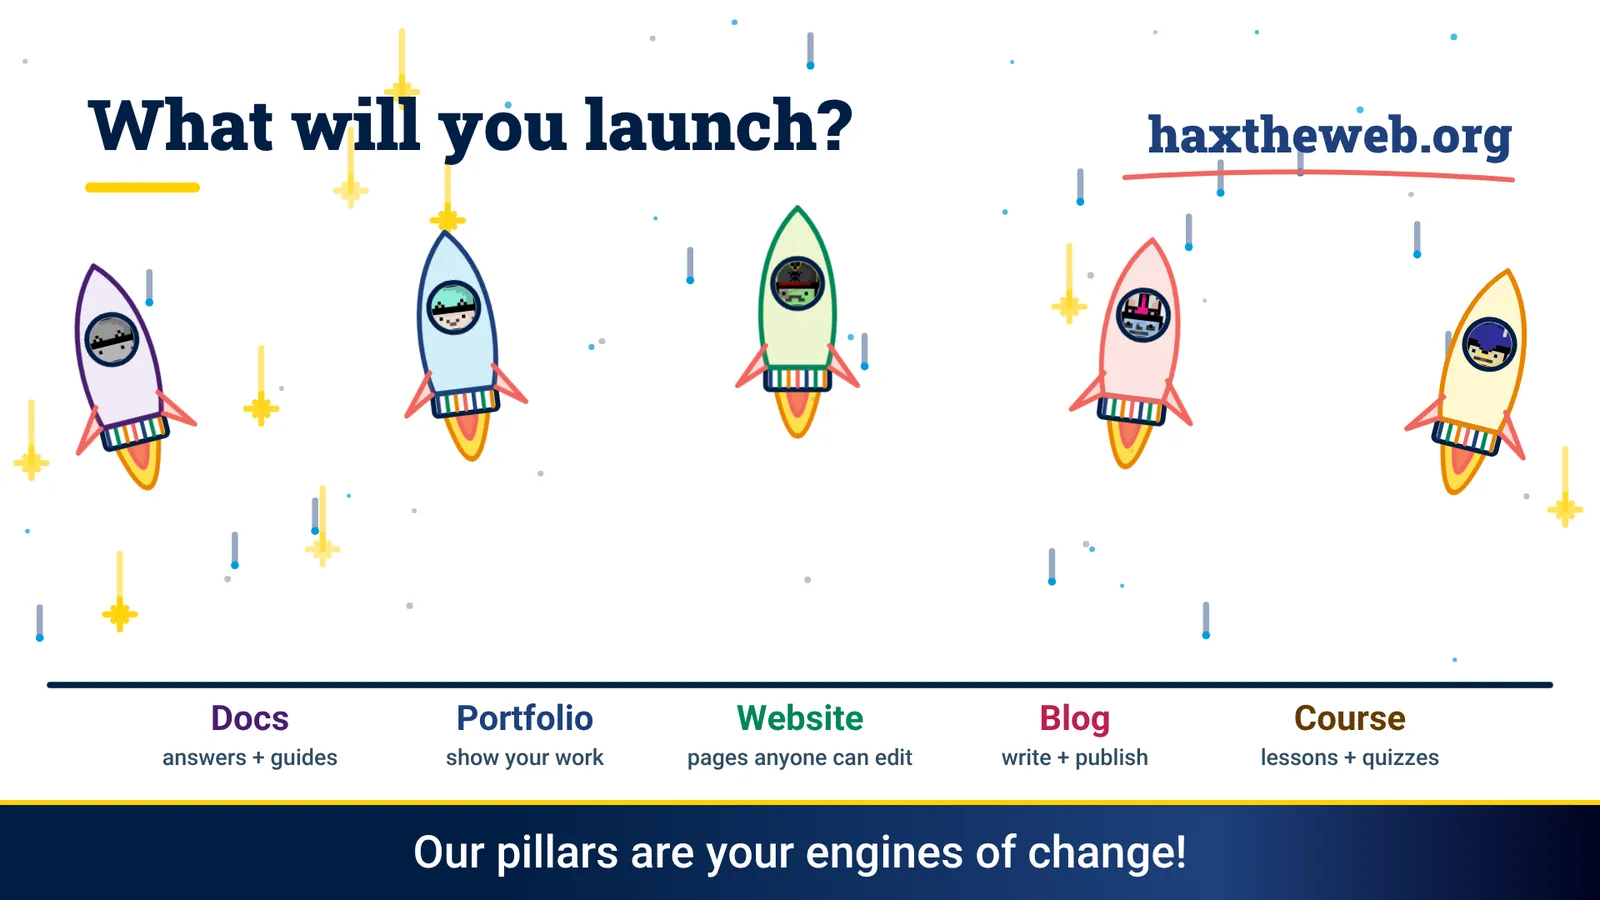 What will you launch?
haxtheweb.org
Docs
answers + guides
Portfolio
show your work
Website
pages anyone can edit
Blog
write + publish
Course
lessons + quizzes
Our pillars are your engines of change!